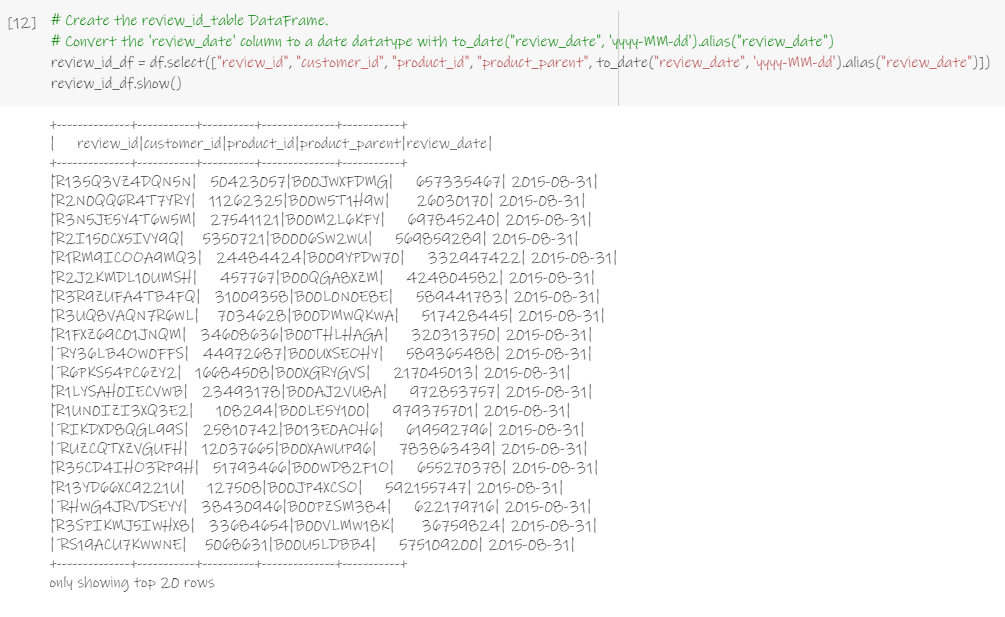 [12] # Create the review_id_table DataFrame.
# Convert the 'review_date' column to a date datatype with to_date("review_date", 'yyyy-MM-dd').alias("review_date")
review_id_df = df.select(["review_id", "customer_id", "product_id", "product_parent", to_date("review_date", 'yyyy-MM-dd').alias("review_date")])
review_id_df.show()
+--------------+-----------+----------+--------------+-----------+
|     review_id|customer_id|product_id|product_parent|review_date|
+--------------+-----------+----------+--------------+-----------+
|R135Q3VZ4DQN5N|   50423057|B00JWXFDMG|     657335467| 2015-08-31|
|R2N0QQ6R4T7YRY|   11262325|B00W5T1H9W|      26030170| 2015-08-31|
|R3N5JE5Y4T6W5M|   27541121|B00M2L6KFY|     697845240| 2015-08-31|
|R2I150CX5IVY9Q|    5350721|B0006SW2WU|     569859289| 2015-08-31|
|R1RM9ICOOA9MQ3|   24484424|B009YPDW70|     332947422| 2015-08-31|
|R2J2KMDL10UMSH|     457767|B00QGA8XZM|     424804582| 2015-08-31|
|R3R9ZUFA4TB4FQ|   31009358|B00L0N0E8E|     589441783| 2015-08-31|
|R3UQ8VAQN7R6WL|    7034628|B00DMWQKWA|     517428445| 2015-08-31|
|R1FXZ69C01JNQM|   34608636|B00THLHAGA|     320313750| 2015-08-31|
| RY36LB4OW0FFS|   44972687|B00UXSEOHY|     589365488| 2015-08-31|
| R6PKS54PC6ZY2|   16684508|B00XGRYGVS|     217045013| 2015-08-31|
|R1LYSAH0IECVWB|   23493178|B00AJ2VU8A|     972853757| 2015-08-31|
|R1UN0IZI3XQ3E2|     108294|B00LE5Y100|     979375701| 2015-08-31|
| RIKDXD8QGL99S|   25810742|B013E0AOH6|     619592796| 2015-08-31|
| RUZCQTXZVGUFH|   12037665|B00XAWUP96|     783863439| 2015-08-31|
|R35CD4IHO3RP9H|   51793466|B00WD82F1O|     655270378| 2015-08-31|
|R13YD66XC9221U|     127508|B00JP4XCSO|     592155747| 2015-08-31|
| RHWG4JRVDSEYY|   38430946|B00PZSM384|     622179716| 2015-08-31|
|R3SPIKMJ5IWHX8|   33684654|B00VLMW18K|      36759824| 2015-08-31|
| RS19ACU7KWWNE|    5068631|B00U5LDBB4|     575109200| 2015-08-31|
+--------------+-----------+----------+--------------+-----------+
only showing top 20 rows